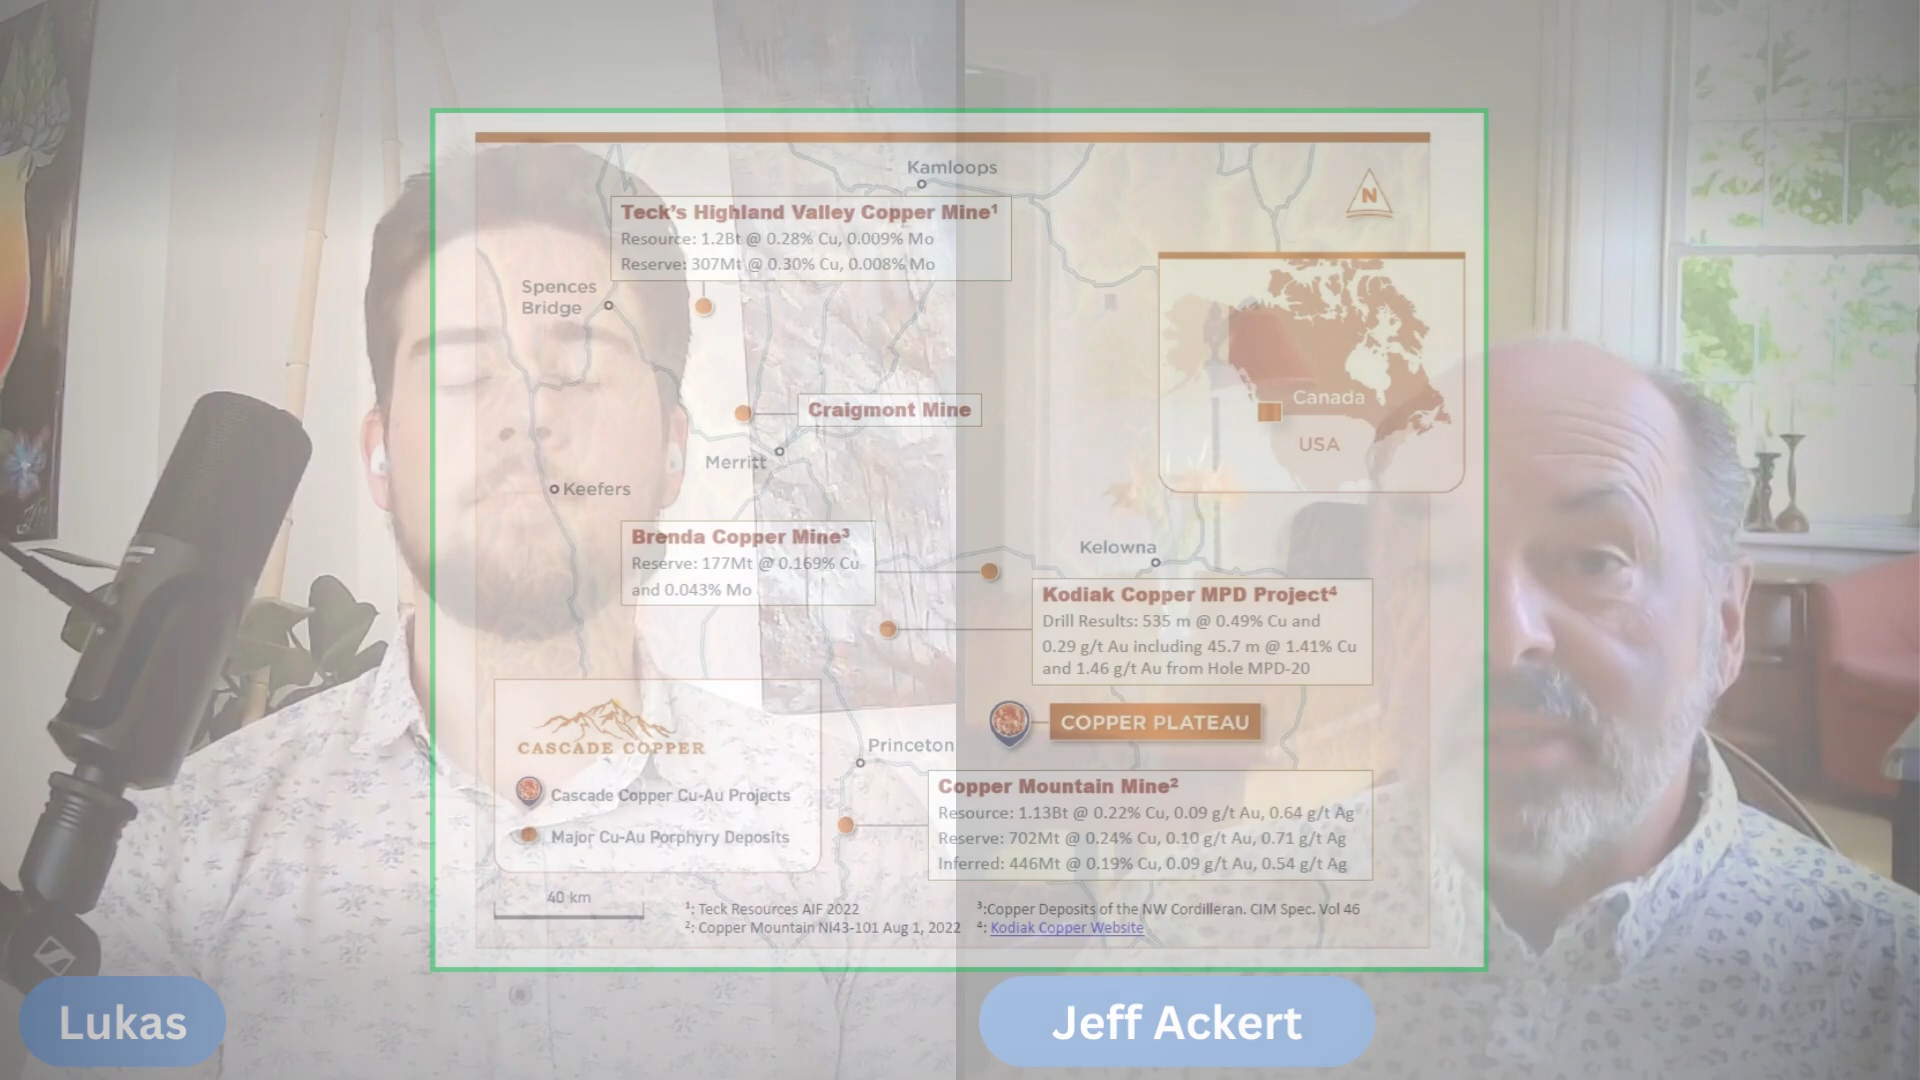 Kamloops
N
Teck's Highland Valley Copper Mine¹
Resource: 1.2Bt @ 0.28% Cu, 0.009% Mo
Reserve: 307Mt @ 0.30% Cu, 0.008% Mo
Spences
Bridge
Canada
USA
Craigmont Mine
Merritt
Keefers
Brenda Copper Mine³
Reserve: 177Mt @ 0.169% Cu
and 0.043% Mo
Kelowna
Kodiak Copper MPD Project⁴
Drill Results: 535 m @ 0.49% Cu and
0.29 g/t Au including 45.7 m @ 1.41% Cu
and 1.46 g/t Au from Hole MPD-20
COPPER PLATEAU
CASCADE COPPER
Cascade Copper Cu-Au Projects
Major Cu-Au Porphyry Deposits
Princeton
Copper Mountain Mine²
Resource: 1.13Bt @ 0.22% Cu, 0.09 g/t Au, 0.64 g/t Ag
Reserve: 702Mt @ 0.24% Cu, 0.10 g/t Au, 0.71 g/t Ag
Inferred: 446Mt @ 0.19% Cu, 0.09 g/t Au, 0.54 g/t Ag
40 km
¹: Teck Resources AIF 2022
²: Copper Mountain NI43-101 Aug 1, 2022
³:Copper Deposits of the NW Cordilleran. CIM Spec. Vol 46
⁴: Kodiak Copper Website
Lukas
Jeff Ackert